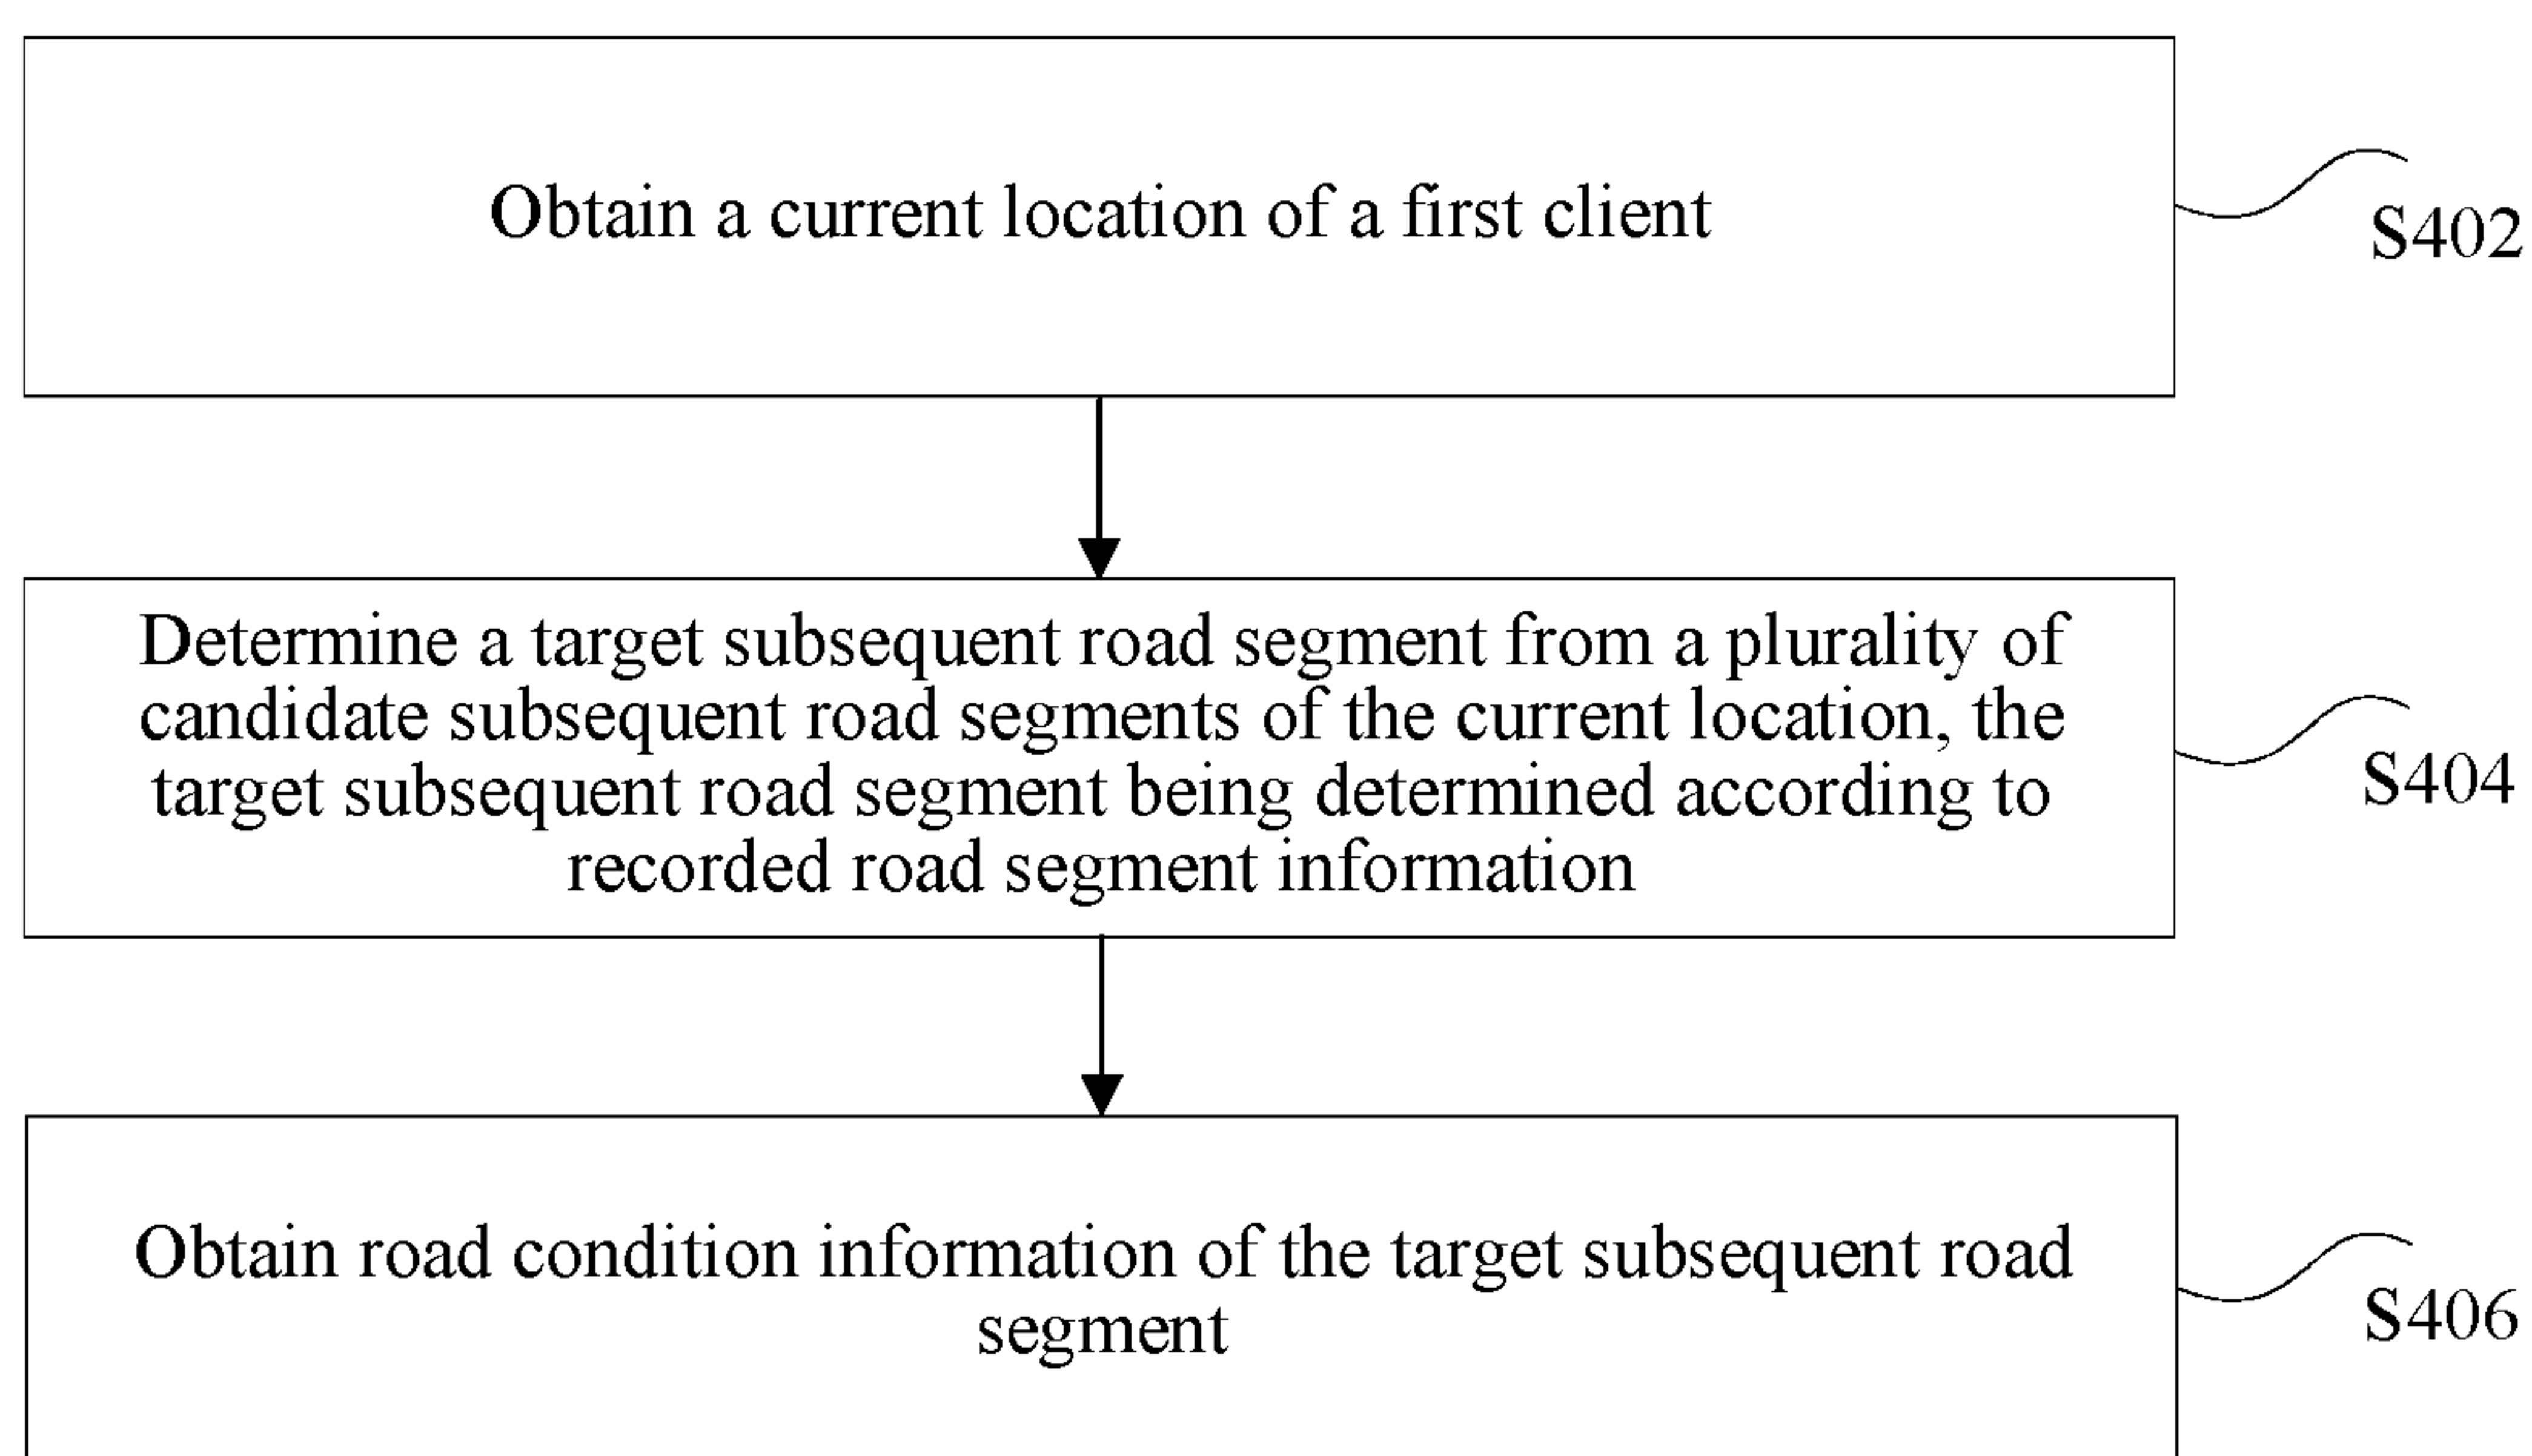 Obtain a current location of a first client
S402
Determine a target subsequent road segment from a plurality of
candidate subsequent road segments of the current location, the
target subsequent road segment being determined according to
recorded road segment information
S404
Obtain road condition information of the target subsequent road
segment
S406